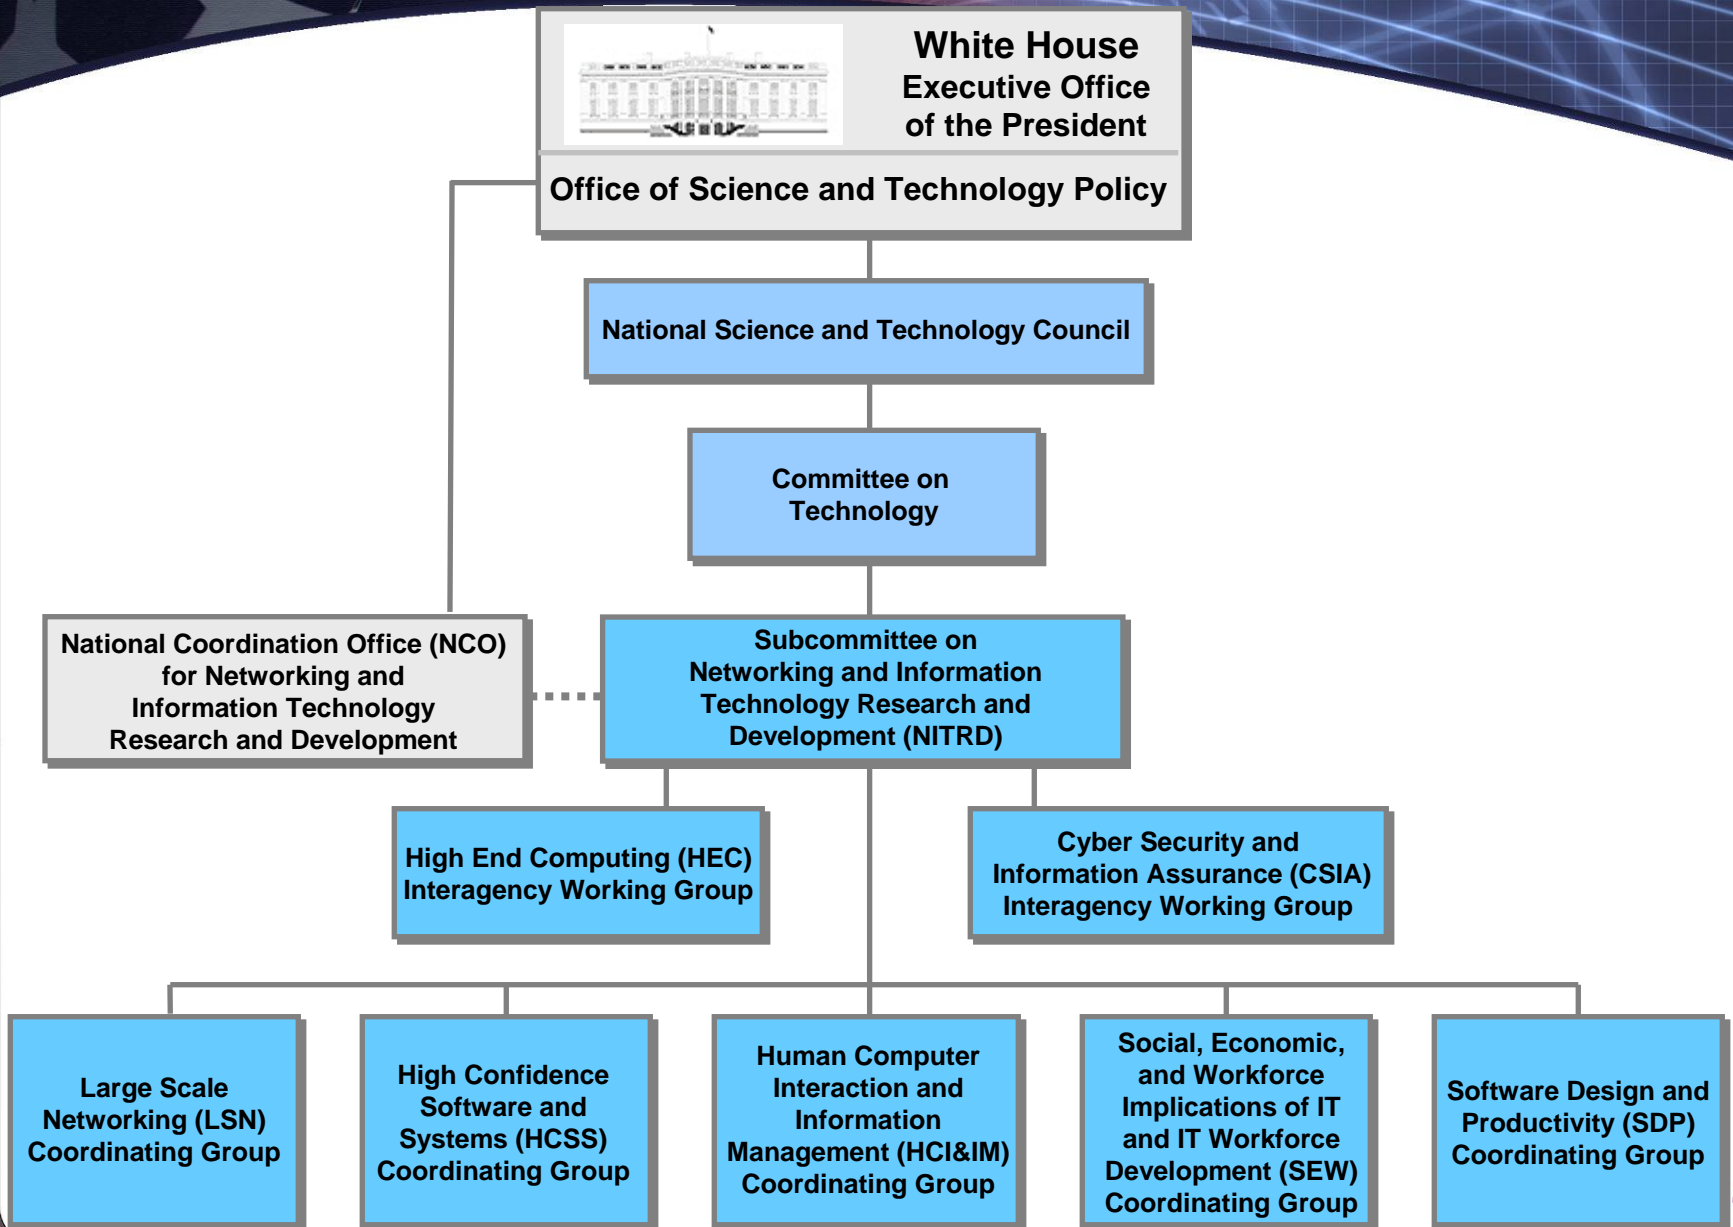 White House
Executive Office
of the President
Office of Science and Technology Policy
National Science and Technology Council
Committee on
Technology
National Coordination Office (NCO)
for Networking and
Information Technology
Research and Development
Subcommittee on
Networking and Information
Technology Research and
Development (NITRD)
High End Computing (HEC)
Interagency Working Group
Cyber Security and
Information Assurance (CSIA)
Interagency Working Group
Large Scale
Networking (LSN)
Coordinating Group
High Confidence
Software and
Systems (HCSS)
Coordinating Group
Human Computer
Interaction and
Information
Management (HCI&IM)
Coordinating Group
Social, Economic,
and Workforce
Implications of IT
and IT Workforce
Development (SEW)
Coordinating Group
Software Design and
Productivity (SDP)
Coordinating Group